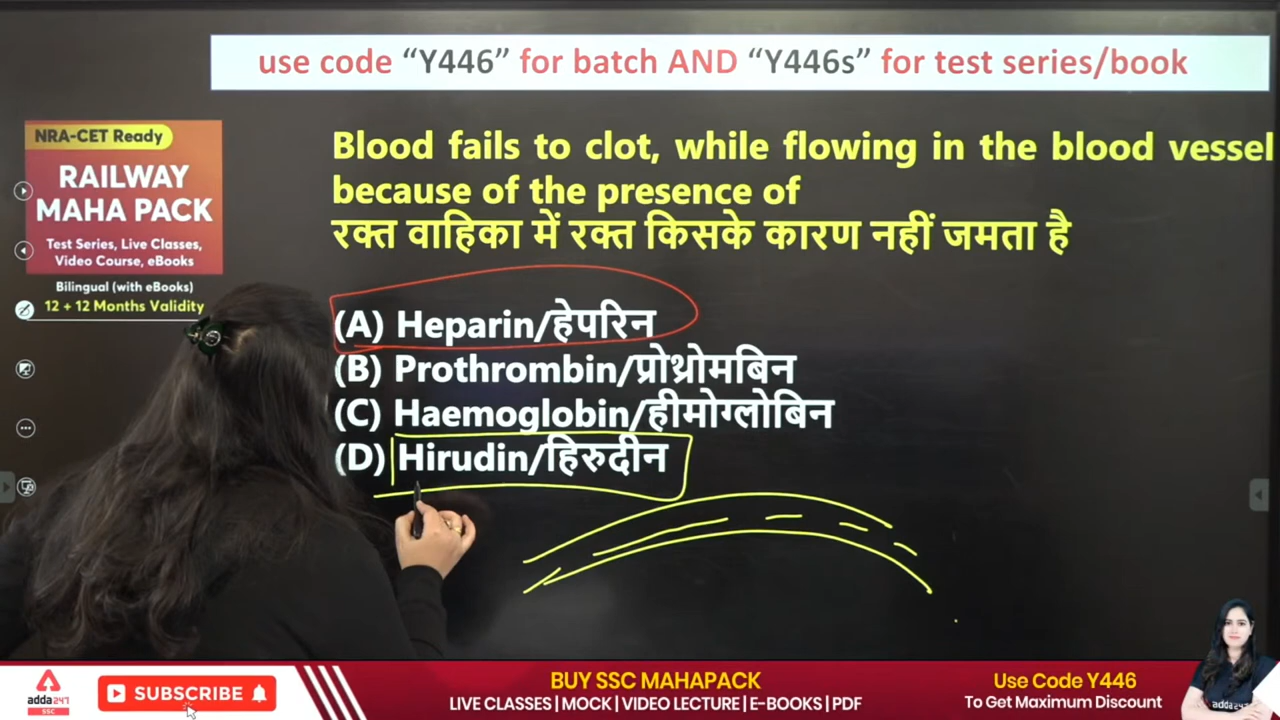 use code “Y446” for batch AND “Y446s” for test series/book
NRA-CET Ready
RAILWAY
MAHA PACK
Test Series, Live Classes,
Video Course, eBooks
Bilingual (with eBooks)
12 + 12 Months Validity
Blood fails to clot, while flowing in the blood vessel
because of the presence of
रक्त वाहिका में रक्त किसके कारण नहीं जमता है
(A) Heparin/हेपरिन
(B) Prothrombin/प्रोथ्रोमबिन
(C) Haemoglobin/हीमोग्लोबिन
(D) Hirudin/हिरुदीन
adda247
SSC
SUBSCRIBE
BUY SSC MAHAPACK
LIVE CLASSES | MOCK | VIDEO LECTURE | E-BOOKS | PDF
Use Code Y446
To Get Maximum Discount
adda247